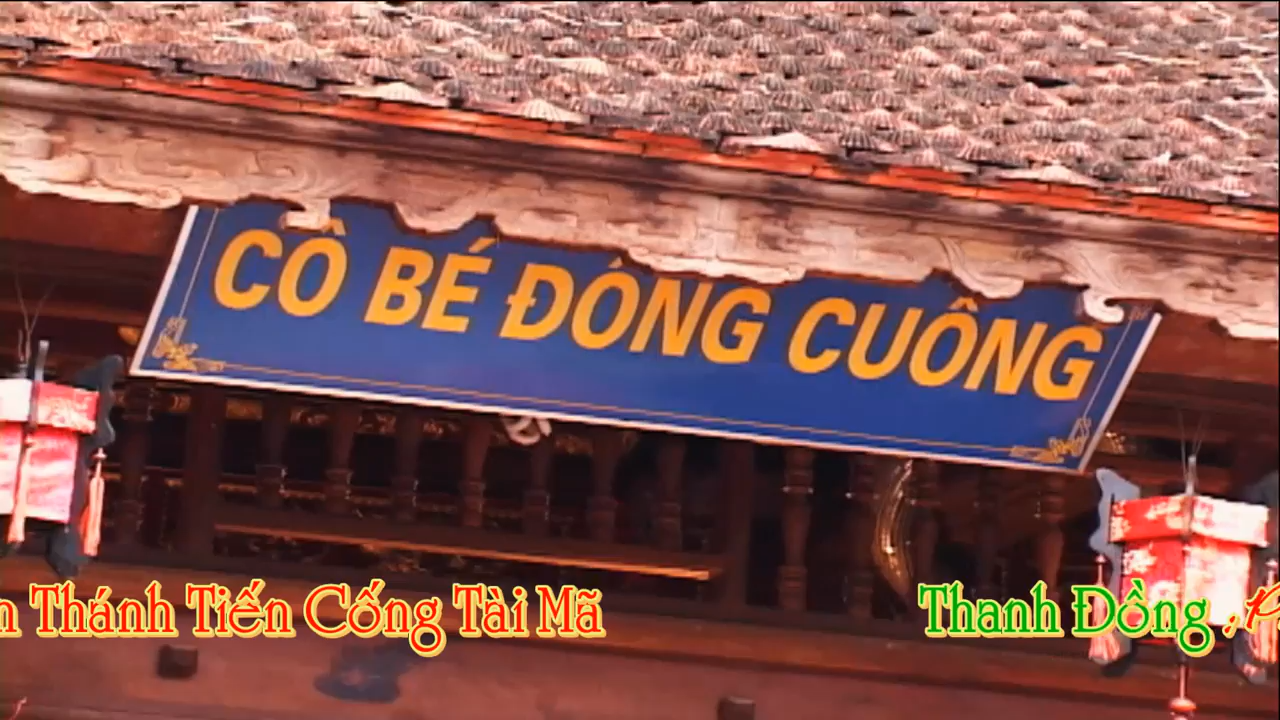 CÔ BÉ ĐÔNG CUÔNG
Thánh Tiến Cống Tài Mã
Thanh Đồng ,